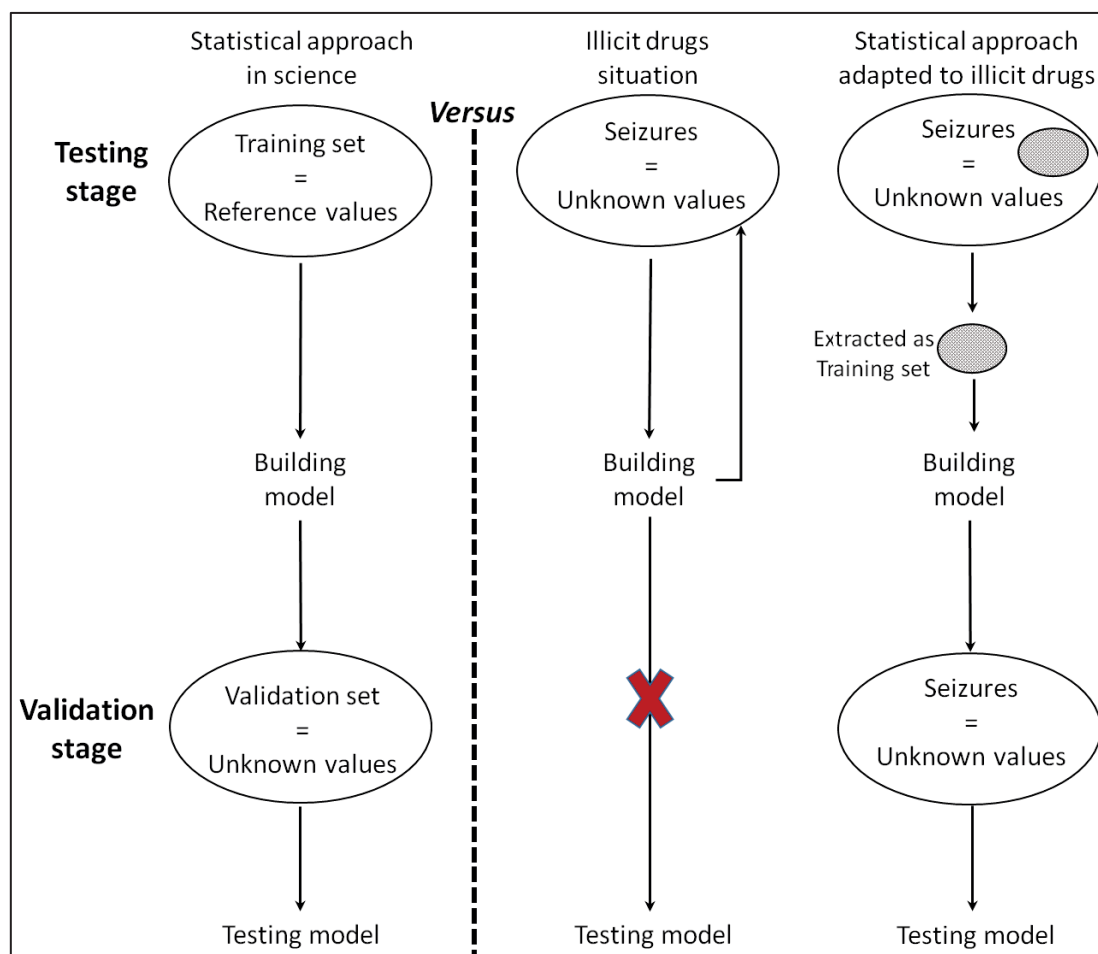 Statistical approach
in science
Illicit drugs
situation
Statistical approach
adapted to illicit drugs
Versus
Testing
stage
Training set
=
Reference values
Seizures
=
Unknown values
Seizures
=
Unknown values
Extracted as
Training set
Building
model
Building
model
Building
model
Validation
stage
Validation set
=
Unknown values
Seizures
=
Unknown values
Testing model
Testing model
Testing model